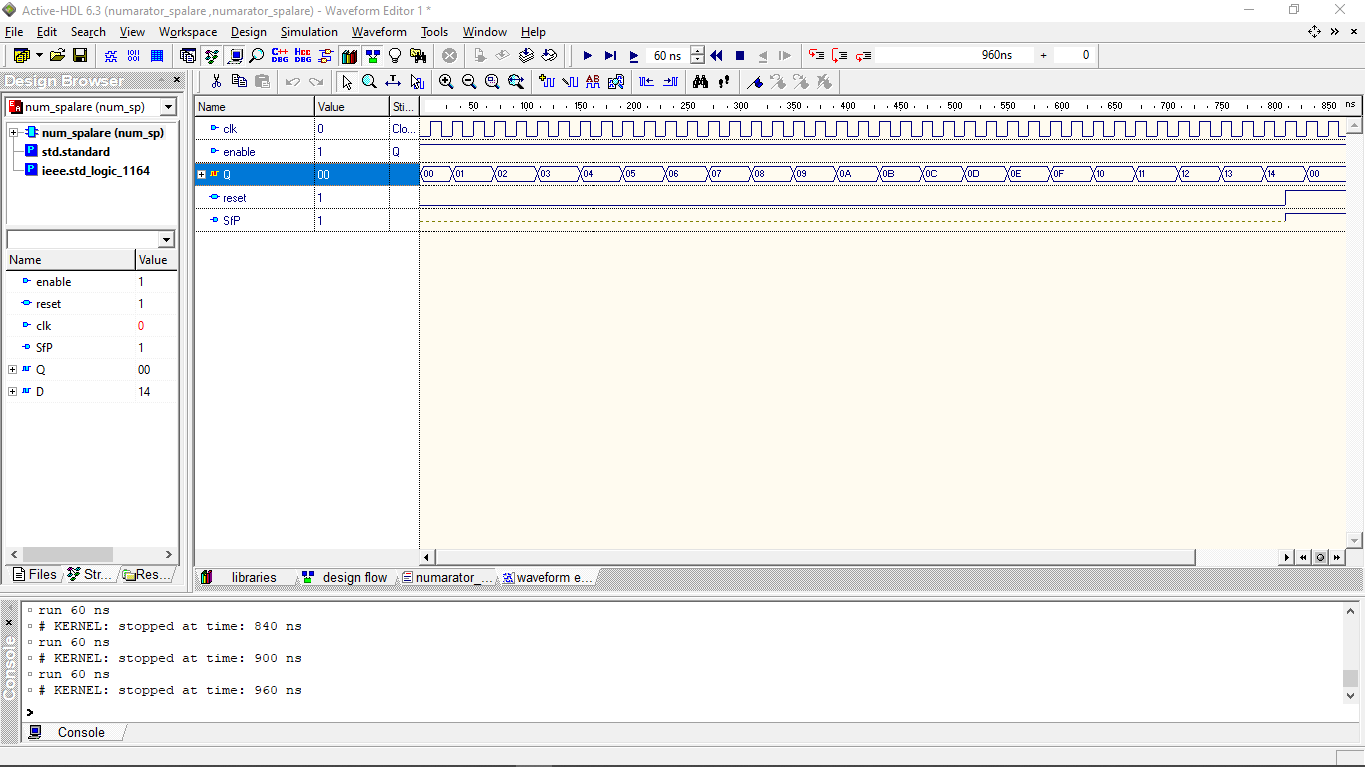 Active-HDL 6.3 (numarator_spalare ,numarator_spalare) - Waveform Editor 1 *
File Edit Search View Workspace Design Simulation Waveform Tools Window Help
C++ DBG HCC DBG 60 ns 960ns + 0
Design Browser
num_spalare (num_sp)
num_spalare (num_sp)
std.standard
ieee.std_logic_1164
Name Value
enable 1
reset 1
clk 0
SfP 1
Q 00
D 14
Files Str... Res...
Name Value Sti... 50 100 150 200 250 300 350 400 450 500 550 600 650 700 750 800 850 ns
clk 0 Clo...
enable 1 Q
Q 00 00 01 02 03 04 05 06 07 08 09 0A 0B 0C 0D 0E 0F 10 11 12 13 14 00
reset 1
SfP 1
libraries design flow numarator_... waveform e...
run 60 ns
# KERNEL: stopped at time: 840 ns
run 60 ns
# KERNEL: stopped at time: 900 ns
run 60 ns
# KERNEL: stopped at time: 960 ns
>
Console
Console